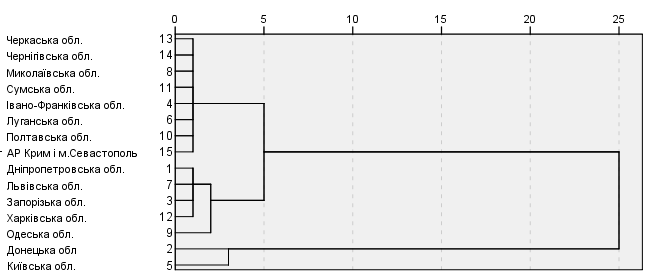 0 5 10 15 20 25
Черкаська обл. 13
Чернігівська обл. 14
Миколаївська обл. 8
Сумська обл. 11
Івано-Франківська обл. 4
Луганська обл. 6
Полтавська обл. 10
АР Крим і м.Севастополь 15
Дніпропетровська обл. 1
Львівська обл. 7
Запорізька обл. 3
Харківська обл. 12
Одеська обл. 9
Донецька обл 2
Київська обл. 5